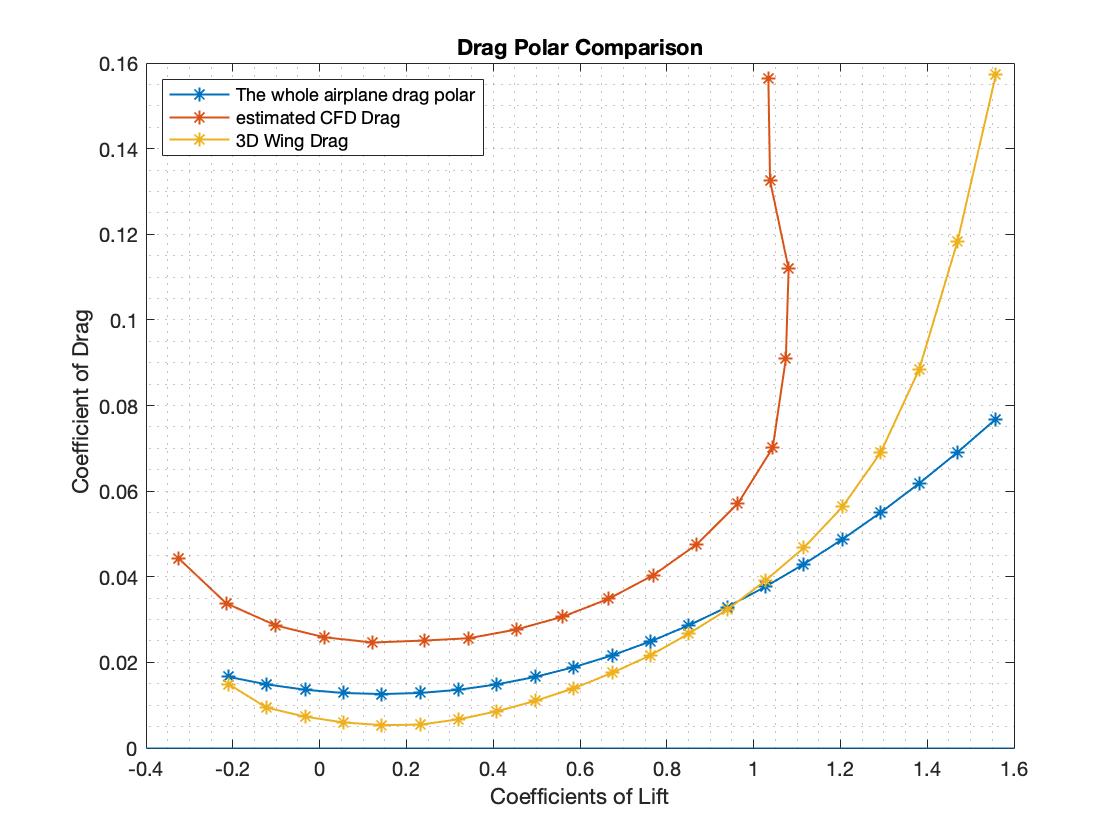 Drag Polar Comparison
The whole airplane drag polar
estimated CFD Drag
3D Wing Drag
Coefficient of Drag
0.16
0.14
0.12
0.1
0.08
0.06
0.04
0.02
0
-0.4 -0.2 0 0.2 0.4 0.6 0.8 1 1.2 1.4 1.6
Coefficients of Lift